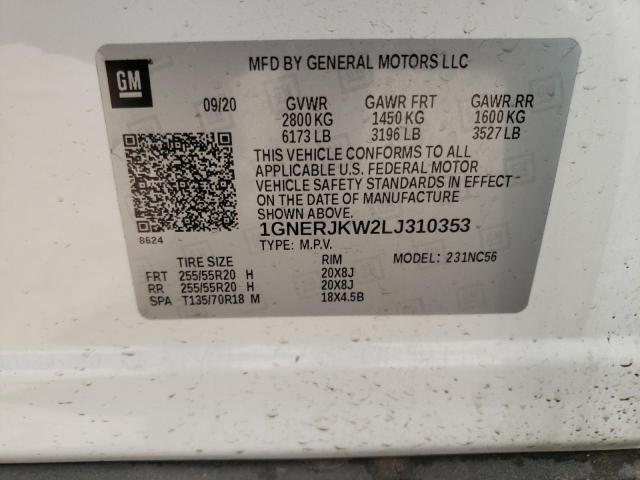 GM
MFD BY GENERAL MOTORS LLC
09/20 GVWR GAWR FRT GAWR RR
2800 KG 1450 KG 1600 KG
6173 LB 3196 LB 3527 LB
THIS VEHICLE CONFORMS TO ALL
APPLICABLE U.S. FEDERAL MOTOR
VEHICLE SAFETY STANDARDS IN EFFECT
ON THE DATE OF MANUFACTURE
SHOWN ABOVE.
8624
1GNERJKW2LJ310353
TYPE: M.P.V. MODEL: 231NC56
TIRE SIZE RIM
FRT 255/55R20 H 20X8J
RR 255/55R20 H 20X8J
SPA T135/70R18 M 18X4.5B